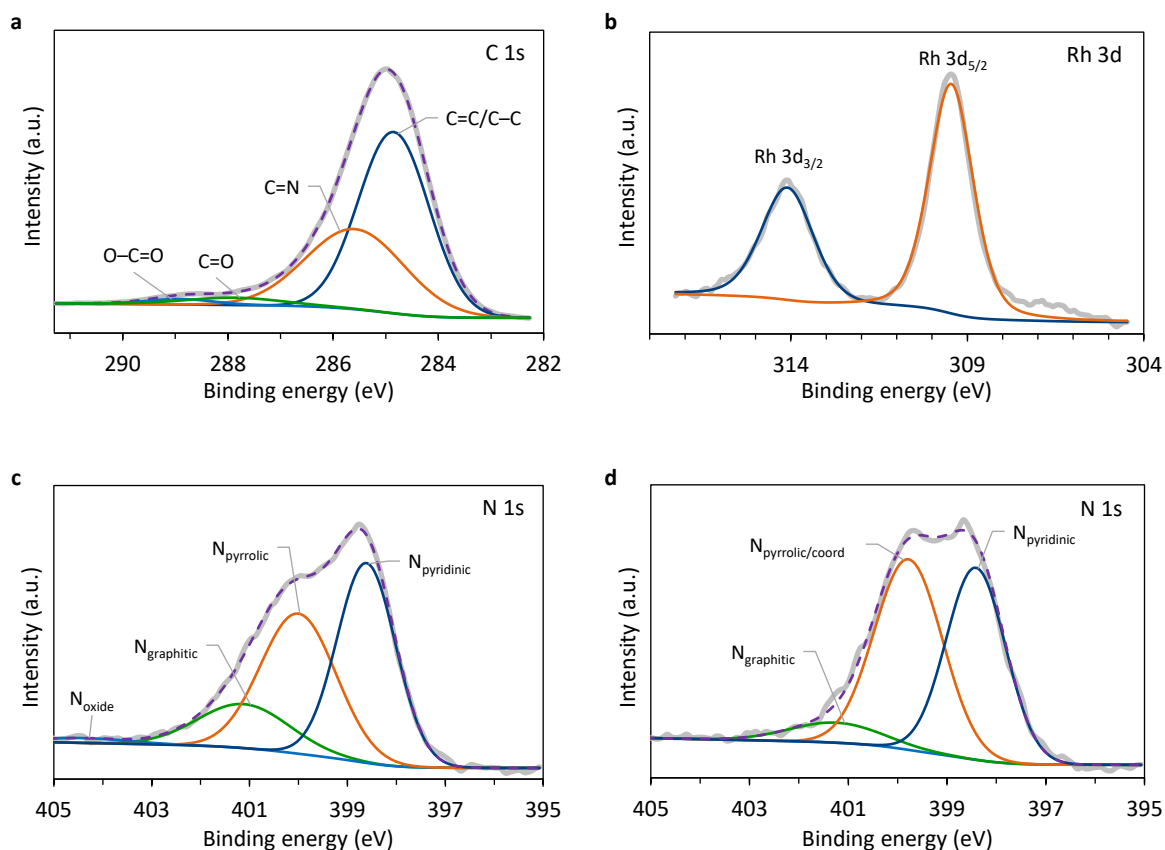 a
C 1s
C=C/C–C
C=N
O–C=O
C=O
Intensity (a.u.)
290 288 286 284 282
Binding energy (eV)
b
Rh 3d
Rh 3d5/2
Rh 3d3/2
Intensity (a.u.)
314 309 304
Binding energy (eV)
c
N 1s
Npyrrolic
Npyridinic
Ngraphitic
Noxide
Intensity (a.u.)
405 403 401 399 397 395
Binding energy (eV)
d
N 1s
Npyrrolic/coord
Npyridinic
Ngraphitic
Intensity (a.u.)
405 403 401 399 397 395
Binding energy (eV)